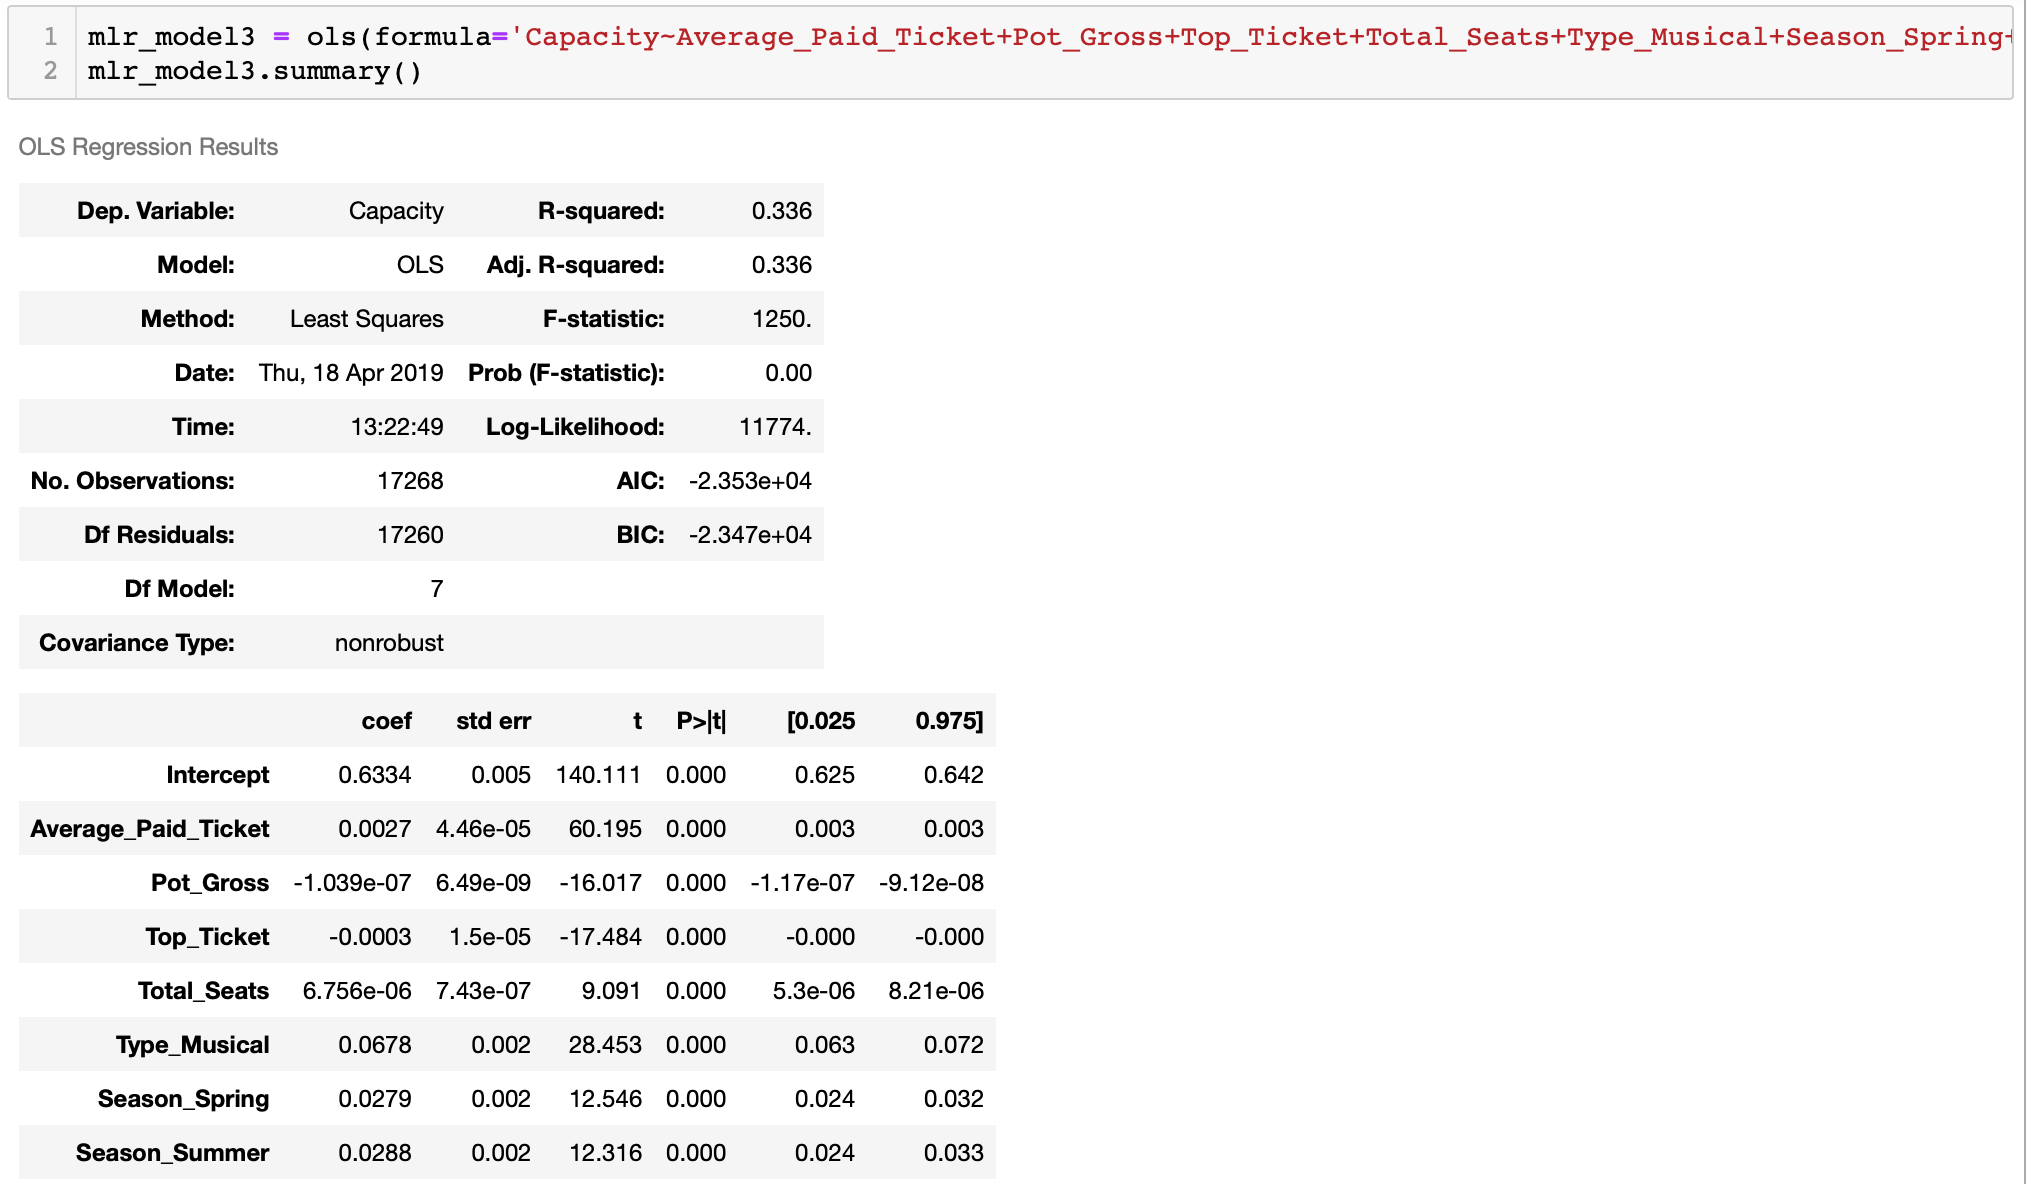 1 mlr_model3 = ols(formula='Capacity~Average_Paid_Ticket+Pot_Gross+Top_Ticket+Total_Seats+Type_Musical+Season_Spring+
2 mlr_model3.summary()
OLS Regression Results
Dep. Variable: Capacity R-squared: 0.336
Model: OLS Adj. R-squared: 0.336
Method: Least Squares F-statistic: 1250.
Date: Thu, 18 Apr 2019 Prob (F-statistic): 0.00
Time: 13:22:49 Log-Likelihood: 11774.
No. Observations: 17268 AIC: -2.353e+04
Df Residuals: 17260 BIC: -2.347e+04
Df Model: 7
Covariance Type: nonrobust
coef std err t P>|t| [0.025 0.975]
Intercept 0.6334 0.005 140.111 0.000 0.625 0.642
Average_Paid_Ticket 0.0027 4.46e-05 60.195 0.000 0.003 0.003
Pot_Gross -1.039e-07 6.49e-09 -16.017 0.000 -1.17e-07 -9.12e-08
Top_Ticket -0.0003 1.5e-05 -17.484 0.000 -0.000 -0.000
Total_Seats 6.756e-06 7.43e-07 9.091 0.000 5.3e-06 8.21e-06
Type_Musical 0.0678 0.002 28.453 0.000 0.063 0.072
Season_Spring 0.0279 0.002 12.546 0.000 0.024 0.032
Season_Summer 0.0288 0.002 12.316 0.000 0.024 0.033